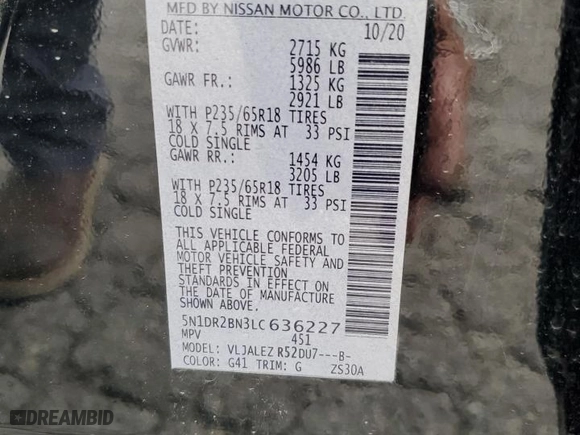 MFD BY NISSAN MOTOR CO., LTD.
DATE: 10/20
GVWR: 2715 KG
5986 LB
GAWR FR.: 1325 KG
2921 LB
WITH P235/65R18 TIRES
18 X 7.5 RIMS AT 33 PSI
COLD SINGLE
GAWR RR.: 1454 KG
3205 LB
WITH P235/65R18 TIRES
18 X 7.5 RIMS AT 33 PSI
COLD SINGLE
THIS VEHICLE CONFORMS TO
ALL APPLICABLE FEDERAL
MOTOR VEHICLE SAFETY AND
THEFT PREVENTION
STANDARDS IN EFFECT ON
THE DATE OF MANUFACTURE
SHOWN ABOVE.
5N1DR2BN3LC636227
MPV 451
MODEL: VLJALEZ R52DU7---B-
COLOR: G41 TRIM: G ZS30A
DREAMBID